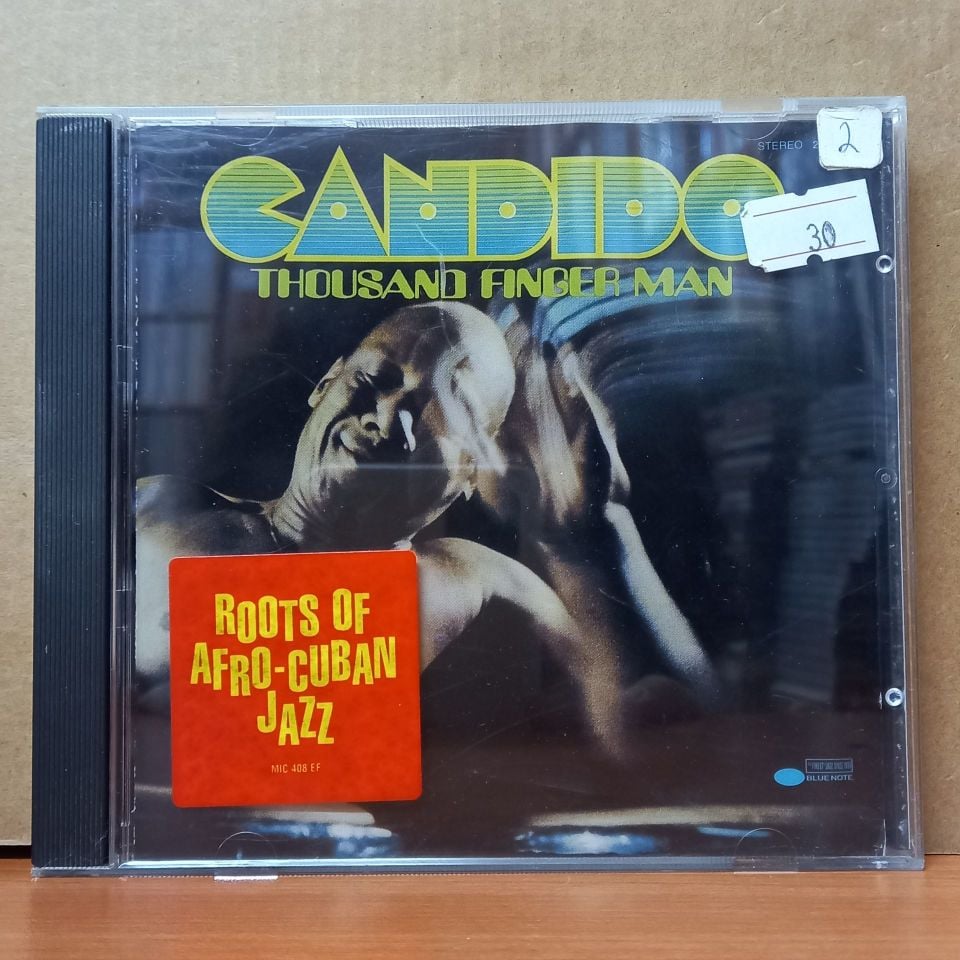 STEREO
2
CANDIDO
30
THOUSAND FINGER MAN
ROOTS OF
AFRO-CUBAN
JAZZ
MIC 408 EF
BLUE NOTE